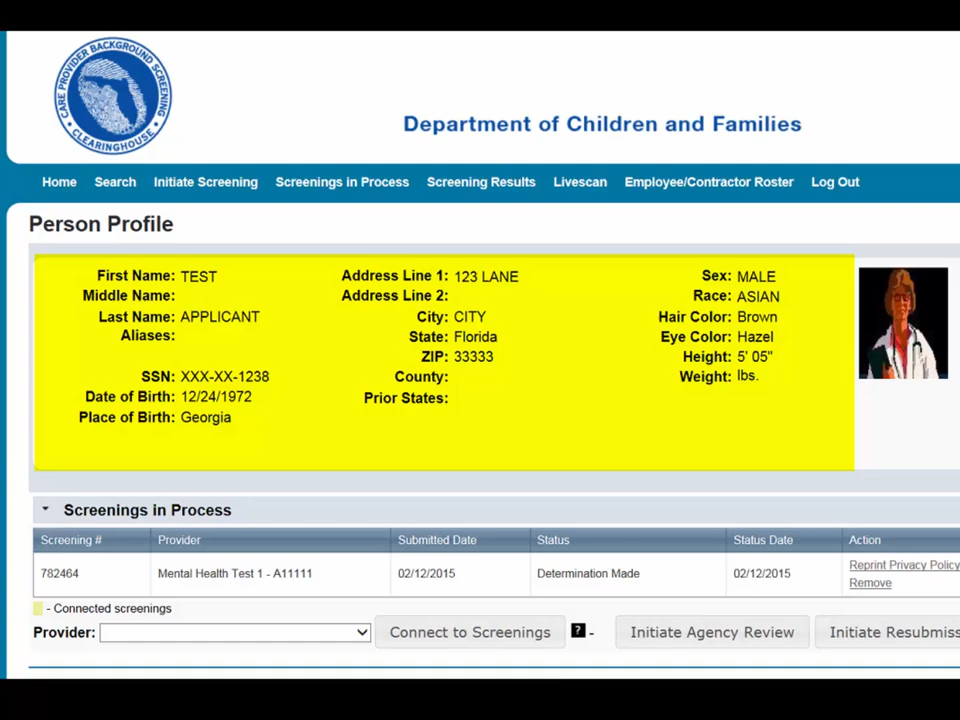 CARE PROVIDER BACKGROUND SCREENING
CLEARINGHOUSE
Department of Children and Families
Home Search Initiate Screening Screenings in Process Screening Results Livescan Employee/Contractor Roster Log Out
Person Profile
First Name: TEST Address Line 1: 123 LANE Sex: MALE
Middle Name: Address Line 2: Race: ASIAN
Last Name: APPLICANT City: CITY Hair Color: Brown
Aliases: State: Florida Eye Color: Hazel
ZIP: 33333 Height: 5' 05"
SSN: XXX-XX-1238 County: Weight: lbs.
Date of Birth: 12/24/1972 Prior States:
Place of Birth: Georgia
Screenings in Process
Screening # Provider Submitted Date Status Status Date Action
782464 Mental Health Test 1 - A11111 02/12/2015 Determination Made 02/12/2015 Reprint Privacy Policy
Remove
- Connected screenings
Provider: Connect to Screenings ? - Initiate Agency Review Initiate Resubmiss